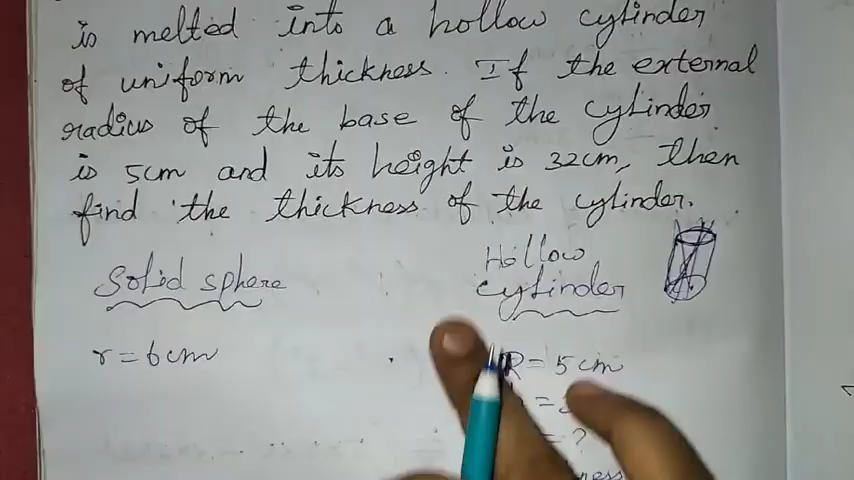 is melted into a hollow cylinder
of uniform thickness. If the external
radius of the base of the cylinder
is 5cm and its height is 32cm, then
find the thickness of the cylinder.
Solid sphere
Hollow
cylinder
r = 6cm
R = 5 cm
= ?